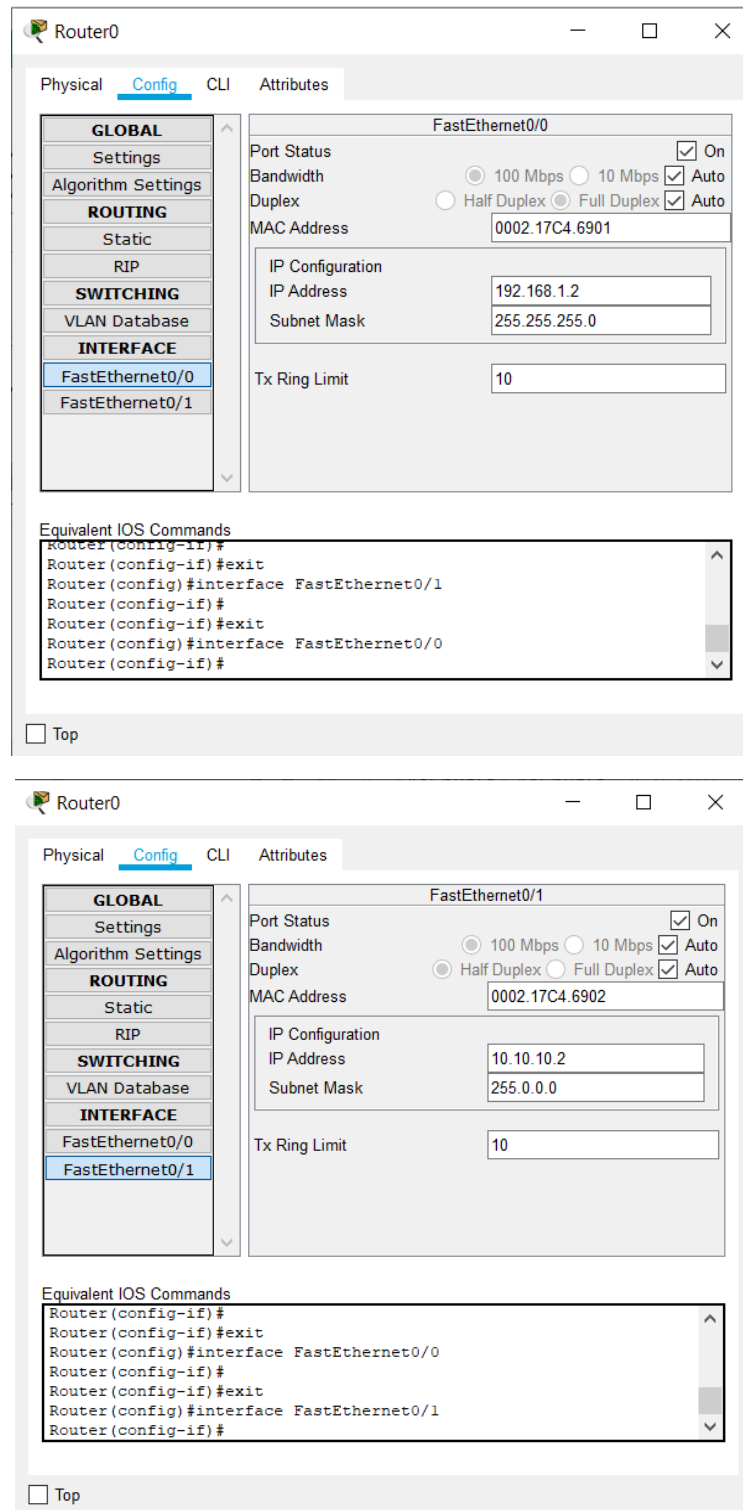 Router0
Physical Config CLI Attributes
GLOBAL
Settings
Algorithm Settings
ROUTING
Static
RIP
SWITCHING
VLAN Database
INTERFACE
FastEthernet0/0
FastEthernet0/1
FastEthernet0/0
Port Status On
Bandwidth 100 Mbps 10 Mbps Auto
Duplex Half Duplex Full Duplex Auto
MAC Address 0002.17C4.6901
IP Configuration
IP Address 192.168.1.2
Subnet Mask 255.255.255.0
Tx Ring Limit 10
Equivalent IOS Commands
Router(config-if)#
Router(config-if)#exit
Router(config)#interface FastEthernet0/1
Router(config-if)#
Router(config-if)#exit
Router(config)#interface FastEthernet0/0
Router(config-if)#
Top
Router0
Physical Config CLI Attributes
GLOBAL
Settings
Algorithm Settings
ROUTING
Static
RIP
SWITCHING
VLAN Database
INTERFACE
FastEthernet0/0
FastEthernet0/1
FastEthernet0/1
Port Status On
Bandwidth 100 Mbps 10 Mbps Auto
Duplex Half Duplex Full Duplex Auto
MAC Address 0002.17C4.6902
IP Configuration
IP Address 10.10.10.2
Subnet Mask 255.0.0.0
Tx Ring Limit 10
Equivalent IOS Commands
Router(config-if)#
Router(config-if)#exit
Router(config)#interface FastEthernet0/0
Router(config-if)#
Router(config-if)#exit
Router(config)#interface FastEthernet0/1
Router(config-if)#
Top